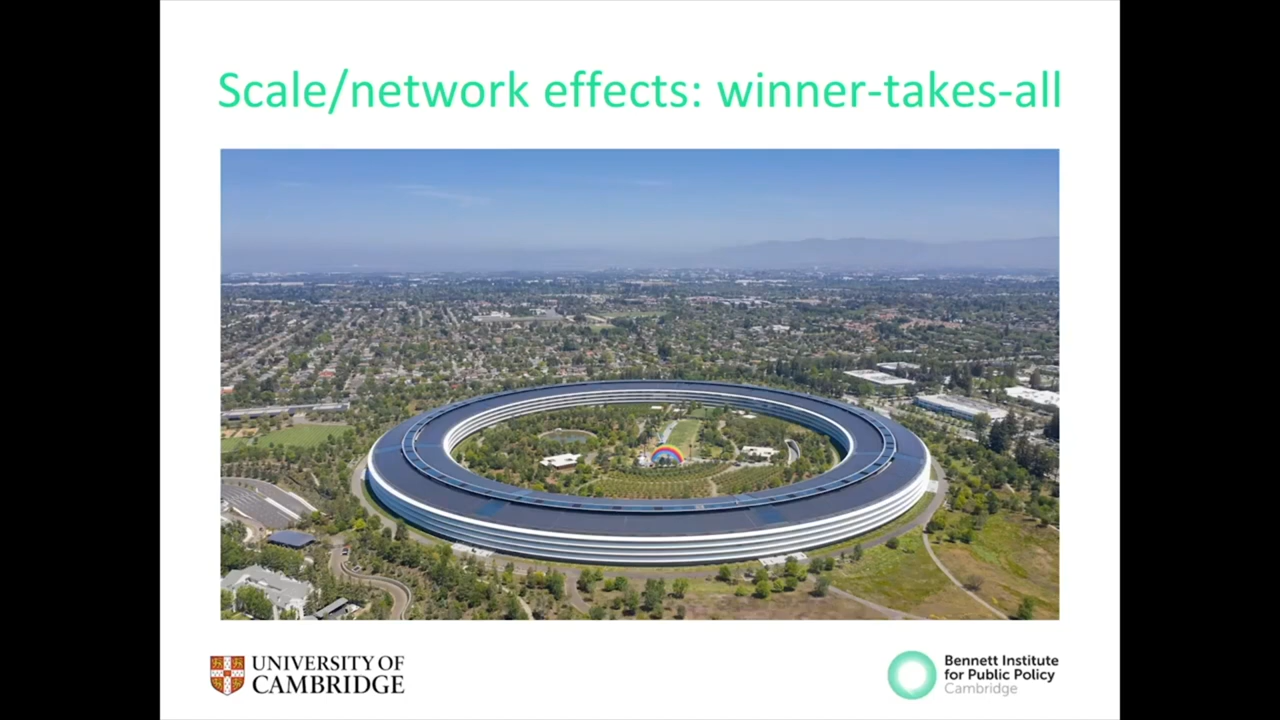 Scale/network effects: winner-takes-all
UNIVERSITY OF
CAMBRIDGE
Bennett Institute
for Public Policy
Cambridge